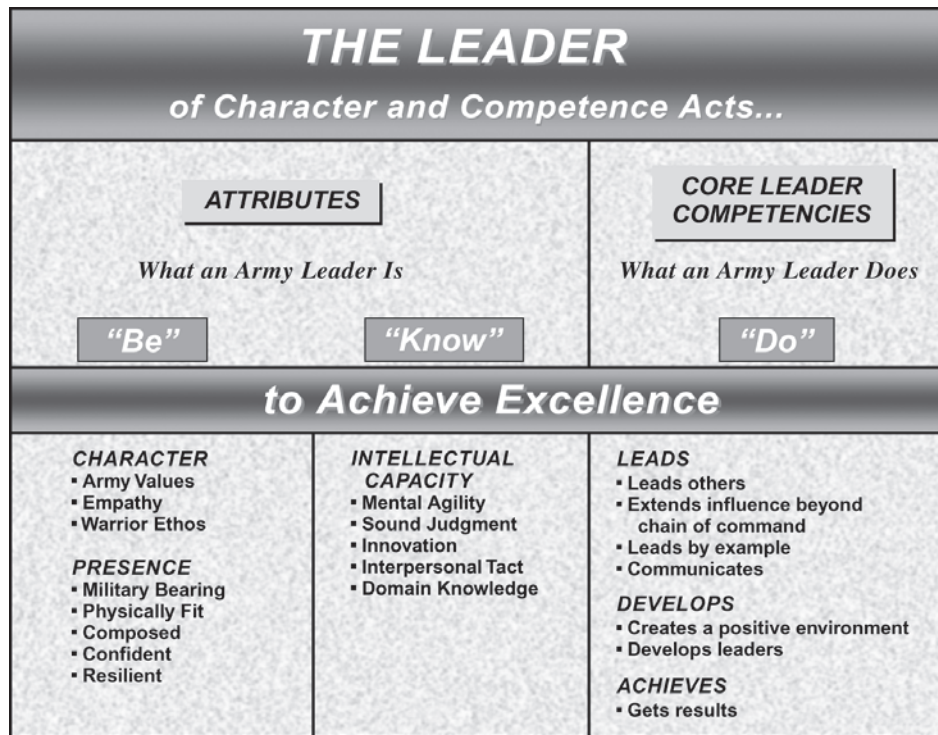 THE LEADER
of Character and Competence Acts...
ATTRIBUTES
What an Army Leader Is
"Be"
"Know"
CORE LEADER
COMPETENCIES
What an Army Leader Does
"Do"
to Achieve Excellence
CHARACTER
▪ Army Values
▪ Empathy
▪ Warrior Ethos
PRESENCE
▪ Military Bearing
▪ Physically Fit
▪ Composed
▪ Confident
▪ Resilient
INTELLECTUAL
CAPACITY
▪ Mental Agility
▪ Sound Judgment
▪ Innovation
▪ Interpersonal Tact
▪ Domain Knowledge
LEADS
▪ Leads others
▪ Extends influence beyond
chain of command
▪ Leads by example
▪ Communicates
DEVELOPS
▪ Creates a positive environment
▪ Develops leaders
ACHIEVES
▪ Gets results